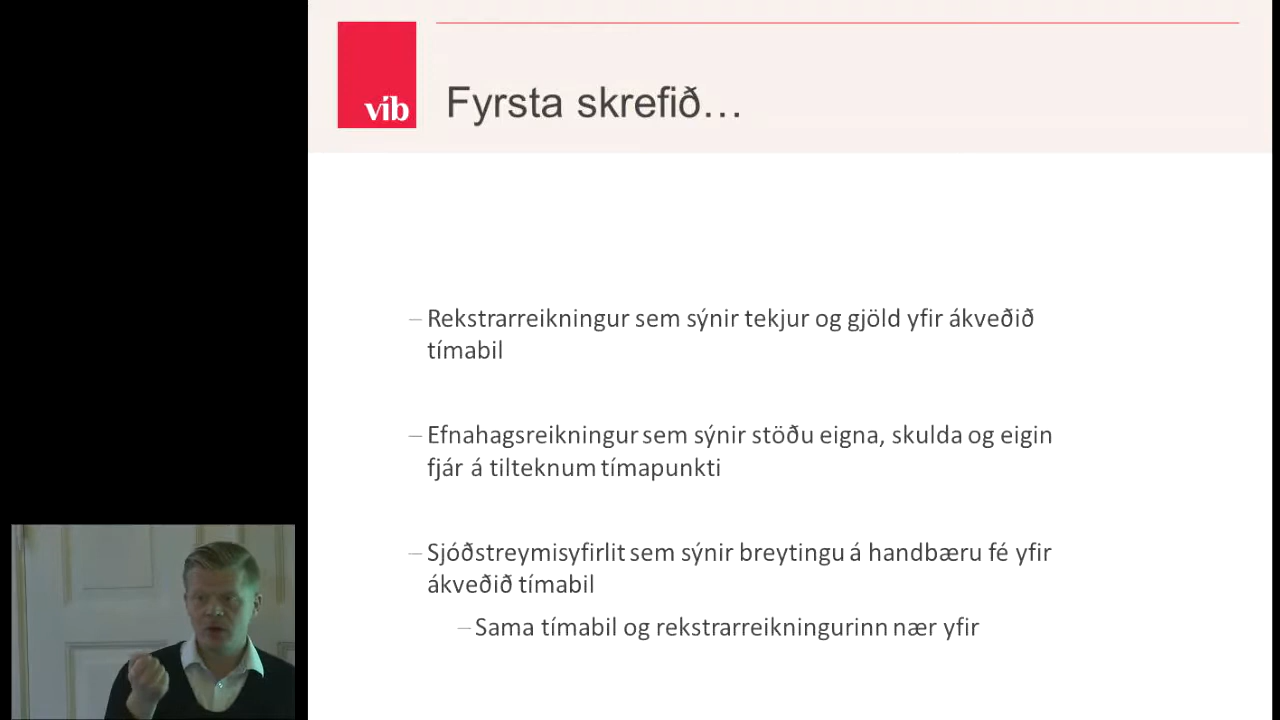 víb
Fyrsta skrefið…
– Rekstrarreikningur sem sýnir tekjur og gjöld yfir ákveðið
tímabil
– Efnahagsreikningur sem sýnir stöðu eigna, skulda og eigin
fjár á tilteknum tímapunkti
– Sjóðstreymisyfirlit sem sýnir breytingu á handbæru fé yfir
ákveðið tímabil
– Sama tímabil og rekstrarreikningurinn nær yfir